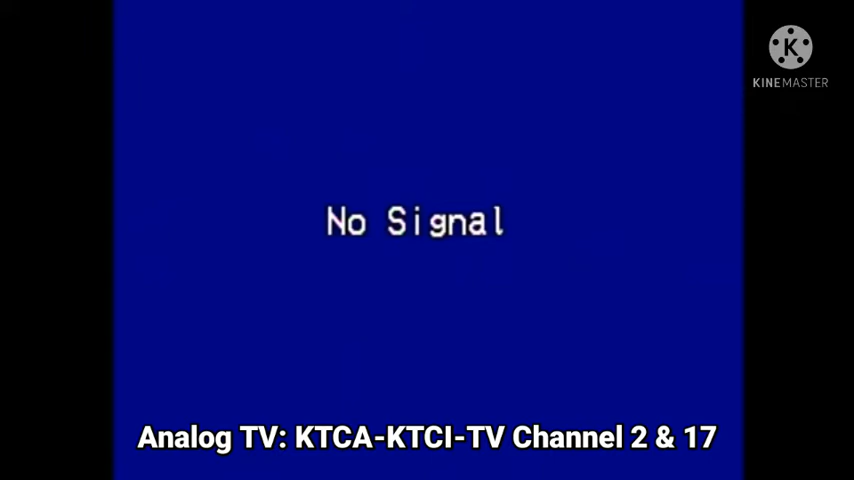 K
KINEMASTER
No Signal
Analog TV: KTCA-KTCI-TV Channel 2 & 17